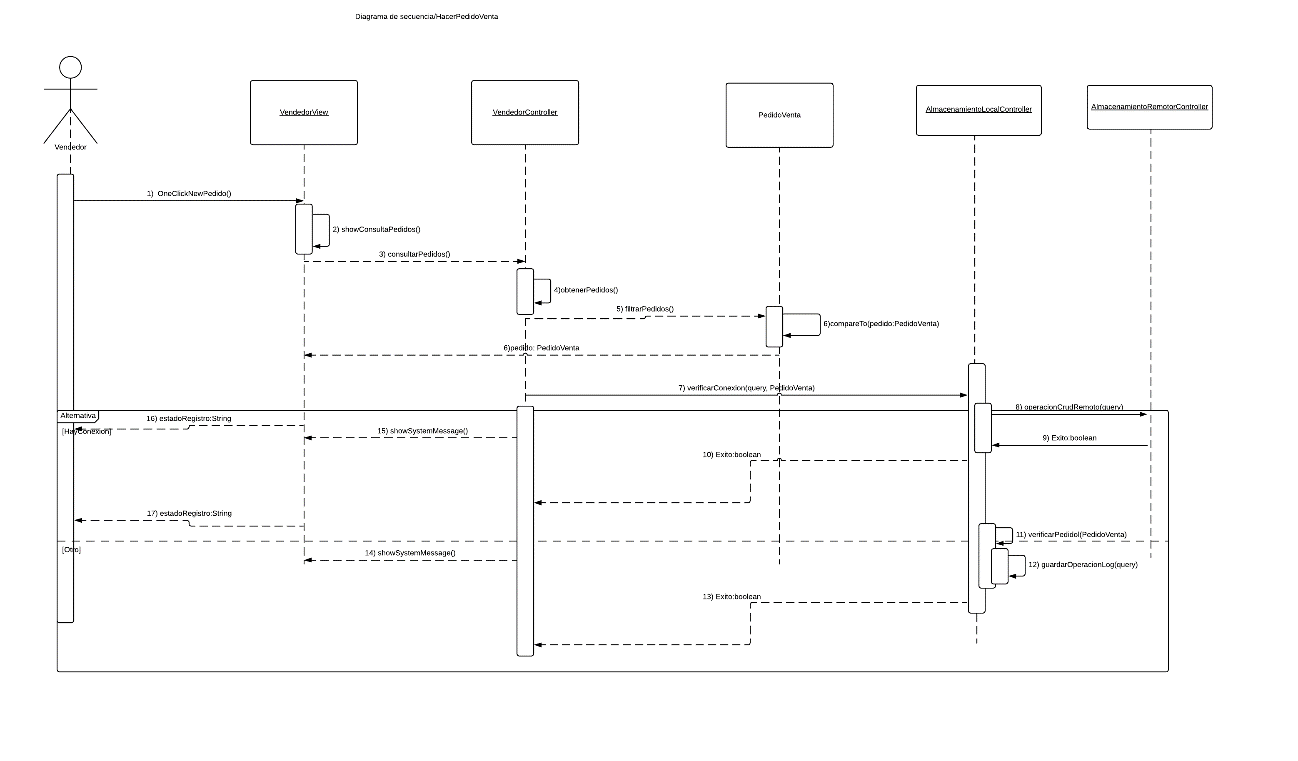 Diagrama de secuencia/HacerPedidoVenta
Vendedor
VendedorView
VendedorController
PedidoVenta
AlmacenamientoLocalController
AlmacenamientoRemotorController
1) OneClickNewPedido()
2) showConsultaPedidos()
3) consultarPedidos()
4)obtenerPedidos()
5) filtrarPedidos()
6)compareTo(pedido:PedidoVenta)
6)pedido: PedidoVenta
7) verificarConexion(query, PedidoVenta)
8) operacionCrudRemoto(query)
Alternativa
16) estadoRegistro:String
[HayConexion]
15) showSystemMessage()
9) Exito:boolean
10) Exito:boolean
17) estadoRegistro:String
11) verificarPedidol(PedidoVenta)
[Otro]
14) showSystemMessage()
12) guardarOperacionLog(query)
13) Exito:boolean